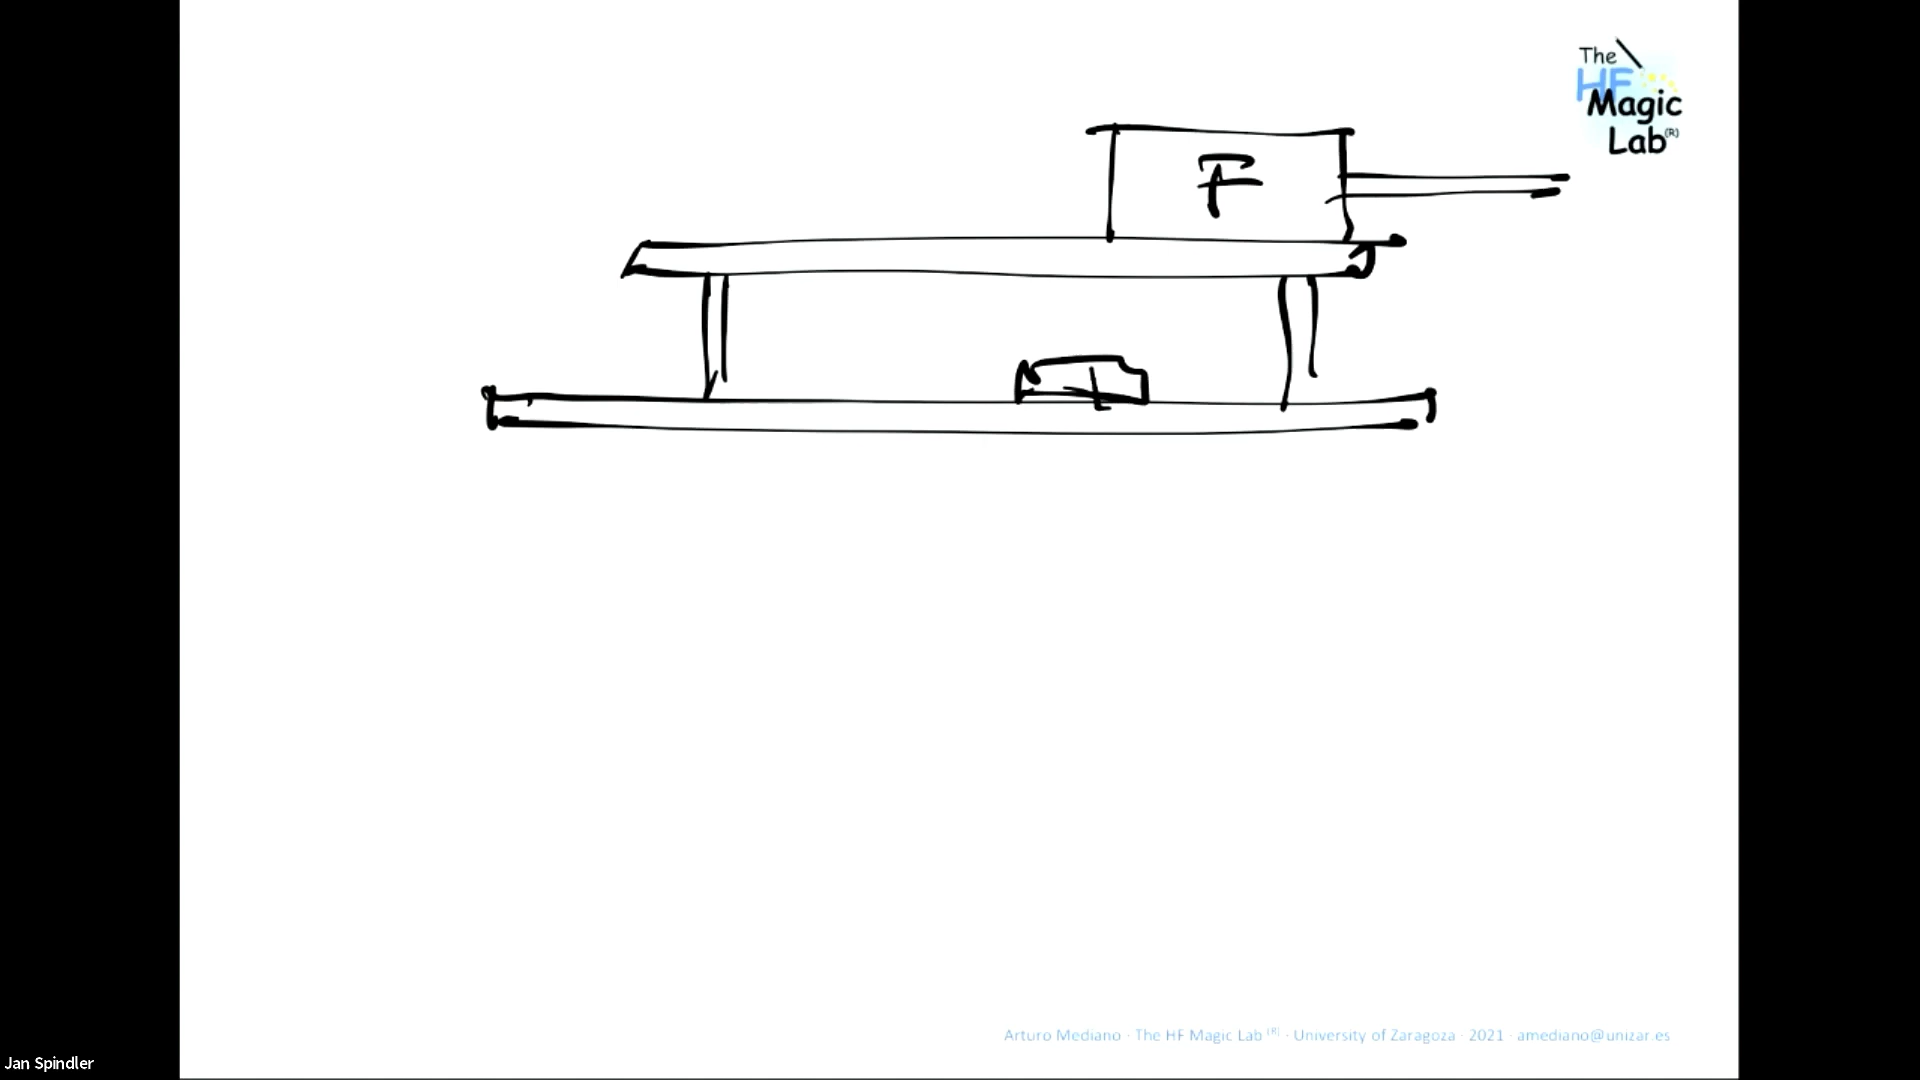 The
HF
Magic
Lab(R)
F
Arturo Mediano · The HF Magic Lab (R) · University of Zaragoza · 2021 · amediano@unizar.es
Jan Spindler